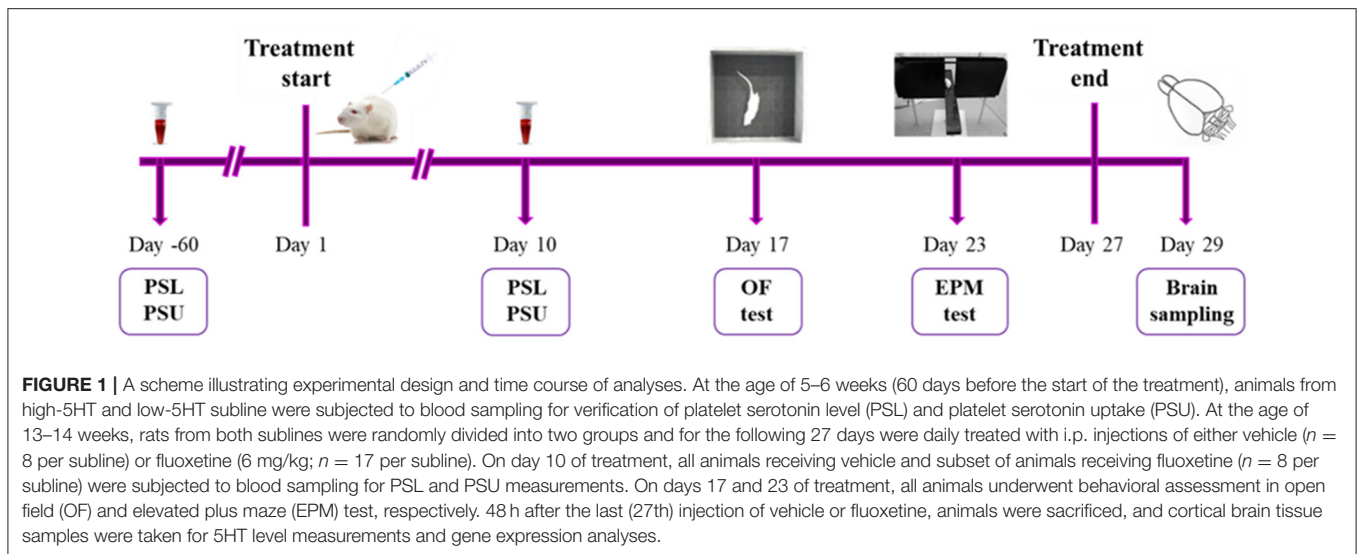 Treatment
start
Treatment
end
Day -60
Day 1
Day 10
Day 17
Day 23
Day 27
Day 29
PSL
PSU
PSL
PSU
OF
test
EPM
test
Brain
sampling
FIGURE 1 | A scheme illustrating experimental design and time course of analyses. At the age of 5–6 weeks (60 days before the start of the treatment), animals from
high-5HT and low-5HT subline were subjected to blood sampling for verification of platelet serotonin level (PSL) and platelet serotonin uptake (PSU). At the age of
13–14 weeks, rats from both sublines were randomly divided into two groups and for the following 27 days were daily treated with i.p. injections of either vehicle (n =
8 per subline) or fluoxetine (6 mg/kg; n = 17 per subline). On day 10 of treatment, all animals receiving vehicle and subset of animals receiving fluoxetine (n = 8 per
subline) were subjected to blood sampling for PSL and PSU measurements. On days 17 and 23 of treatment, all animals underwent behavioral assessment in open
field (OF) and elevated plus maze (EPM) test, respectively. 48 h after the last (27th) injection of vehicle or fluoxetine, animals were sacrificed, and cortical brain tissue
samples were taken for 5HT level measurements and gene expression analyses.